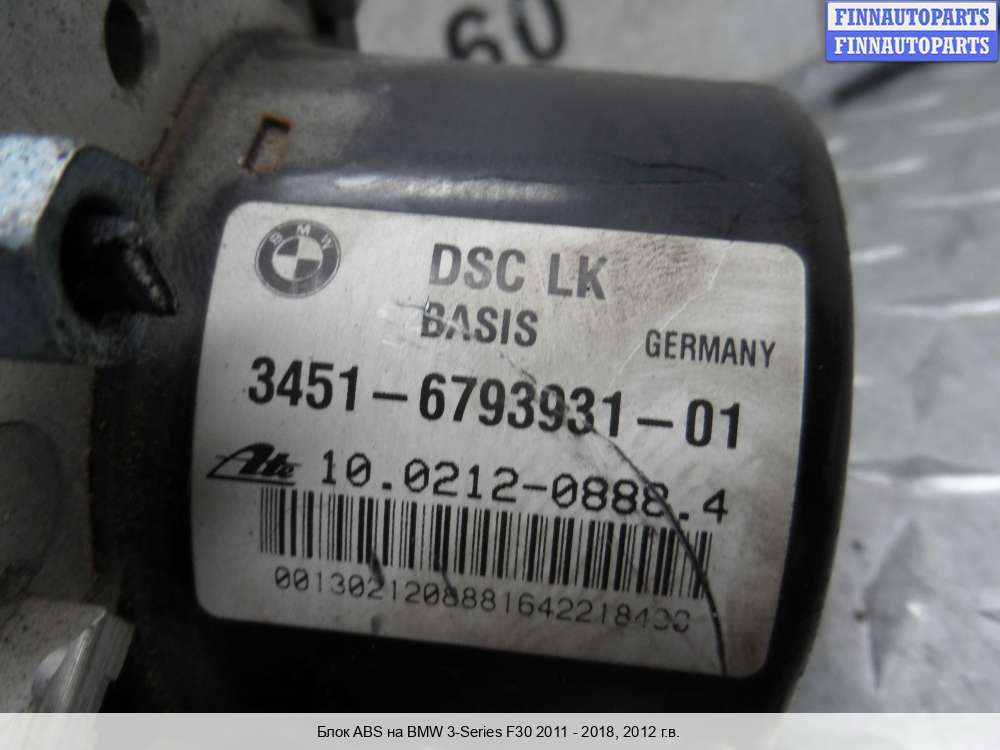 60
FINNAUTOPARTS
FINNAUTOPARTS
BMW
DSC LK
BASIS
GERMANY
3451-6793931-01
Ate 10.0212-0888.4
Блок ABS на BMW 3-Series F30 2011 - 2018, 2012 г.в.